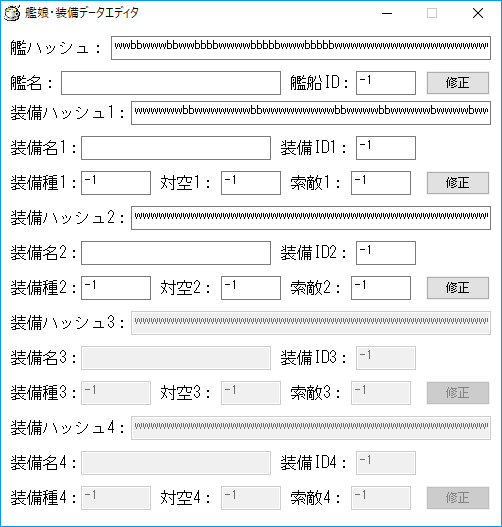 艦娘・装備データエディタ
艦ハッシュ：
艦名： 艦船ID： -1 修正
装備ハッシュ1：
装備名1： 装備ID1： -1
装備種1： -1 対空1： -1 索敵1： -1 修正
装備ハッシュ2：
装備名2： 装備ID2： -1
装備種2： -1 対空2： -1 索敵2： -1 修正
装備ハッシュ3：
装備名3： 装備ID3： -1
装備種3： -1 対空3： -1 索敵3： -1 修正
装備ハッシュ4：
装備名4： 装備ID4： -1
装備種4： -1 対空4： -1 索敵4： -1 修正